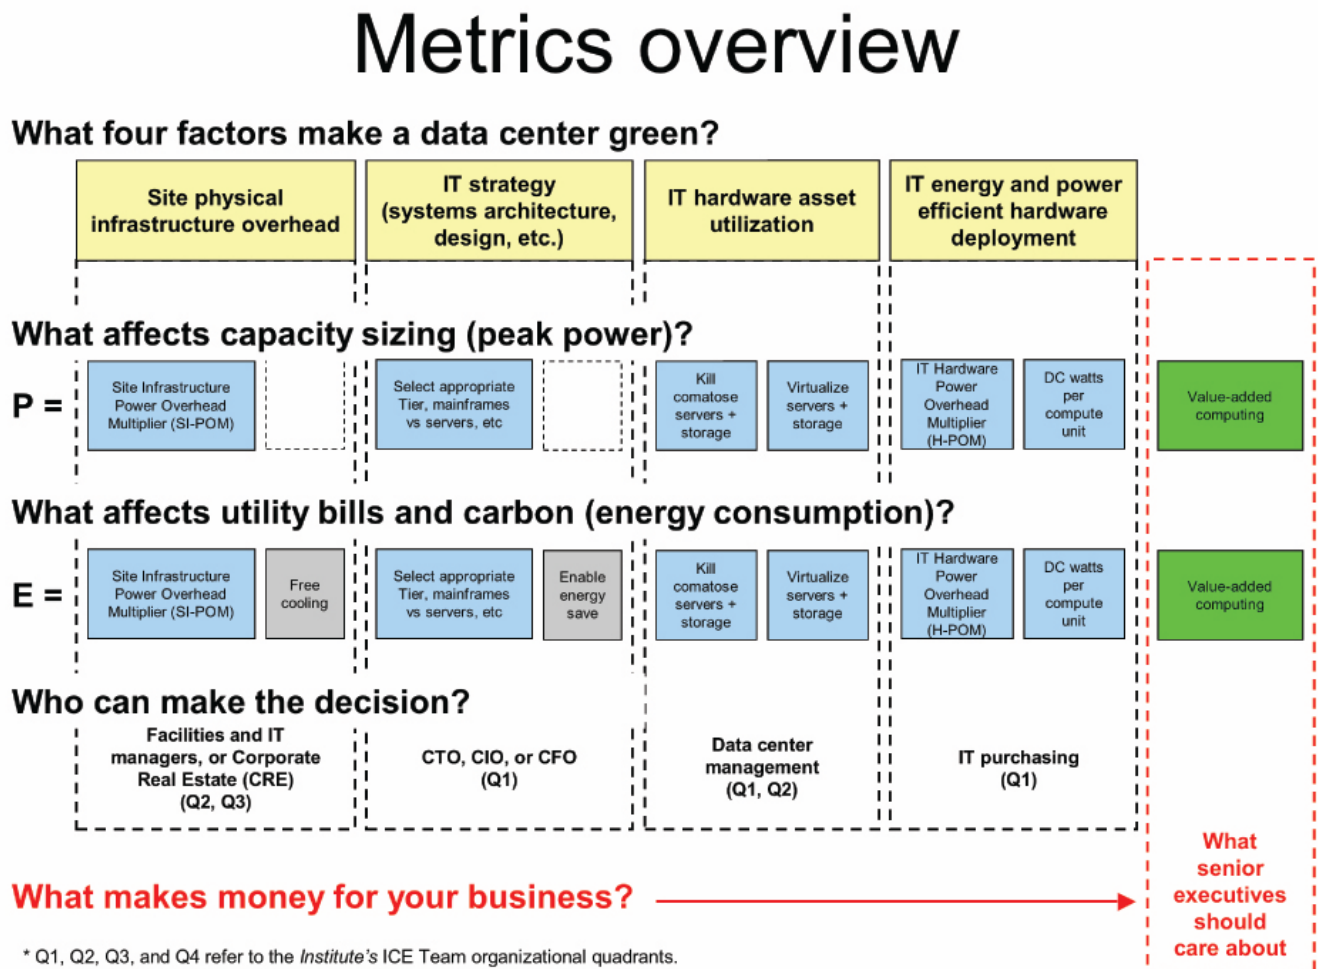 Metrics overview
What four factors make a data center green?
Site physical
infrastructure overhead
IT strategy
(systems architecture,
design, etc.)
IT hardware asset
utilization
IT energy and power
efficient hardware
deployment
What affects capacity sizing (peak power)?
P =
Site Infrastructure
Power Overhead
Multiplier (SI-POM)
Select appropriate
Tier, mainframes
vs servers, etc
Kill
comatose
servers +
storage
Virtualize
servers +
storage
IT Hardware
Power
Overhead
Multiplier
(H-POM)
DC watts
per
compute
unit
Value-added
computing
What affects utility bills and carbon (energy consumption)?
E =
Site Infrastructure
Power Overhead
Multiplier (SI-POM)
Free
cooling
Select appropriate
Tier, mainframes
vs servers, etc
Enable
energy
save
Kill
comatose
servers +
storage
Virtualize
servers +
storage
IT Hardware
Power
Overhead
Multiplier
(H-POM)
DC watts
per
compute
unit
Value-added
computing
Who can make the decision?
Facilities and IT
managers, or Corporate
Real Estate (CRE)
(Q2, Q3)
CTO, CIO, or CFO
(Q1)
Data center
management
(Q1, Q2)
IT purchasing
(Q1)
What makes money for your business?
What
senior
executives
should
care about
* Q1, Q2, Q3, and Q4 refer to the Institute's ICE Team organizational quadrants.